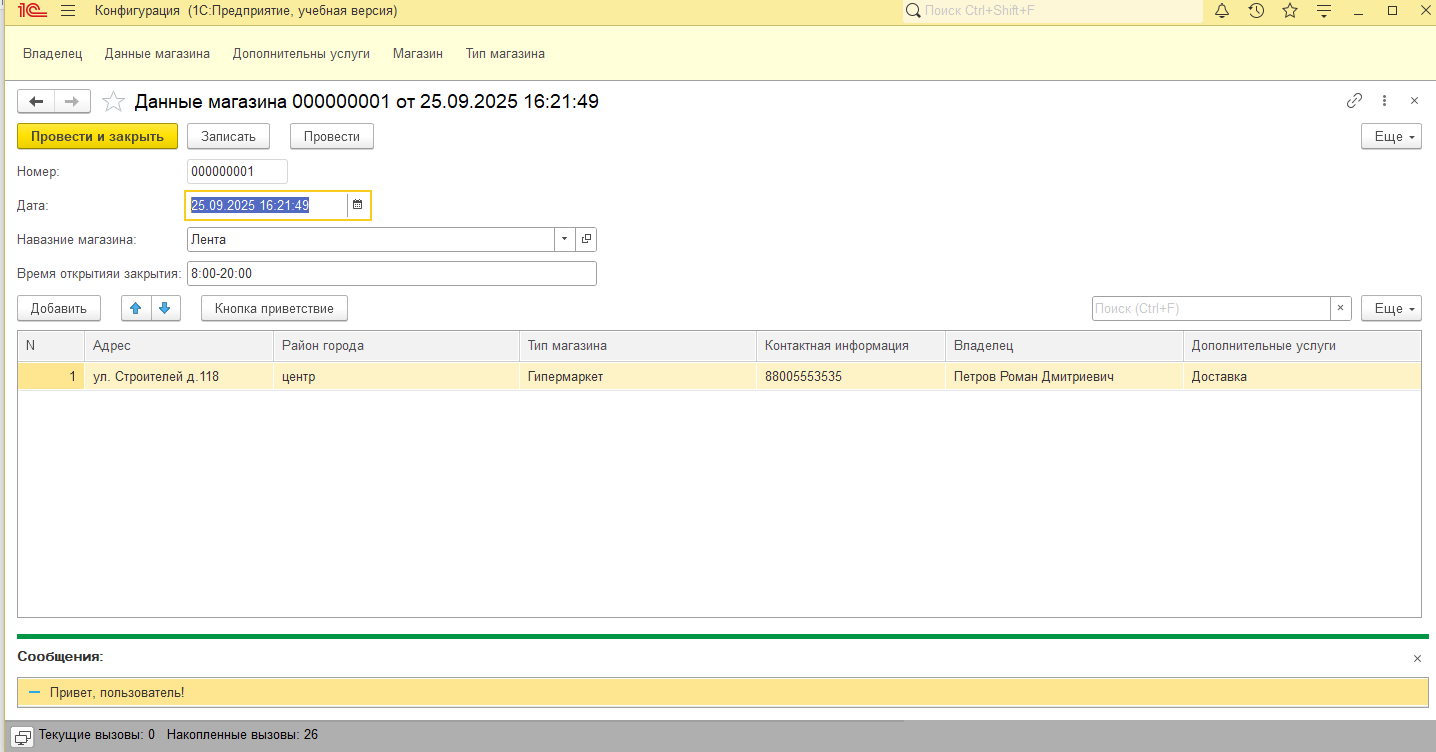 1С Конфигурация (1С:Предприятие, учебная версия) Поиск Ctrl+Shift+F
Владелец Данные магазина Дополнительны услуги Магазин Тип магазина
Данные магазина 000000001 от 25.09.2025 16:21:49
Провести и закрыть Записать Провести Еще
Номер: 000000001
Дата: 25.09.2025 16:21:49
Навазние магазина: Лента
Время открытияи закрытия: 8:00-20:00
Добавить Кнопка приветствие Поиск (Ctrl+F) Еще
N Адрес Район города Тип магазина Контактная информация Владелец Дополнительные услуги
1 ул. Строителей д.118 центр Гипермаркет 88005553535 Петров Роман Дмитриевич Доставка
Сообщения:
Привет, пользователь!
Текущие вызовы: 0 Накопленные вызовы: 26